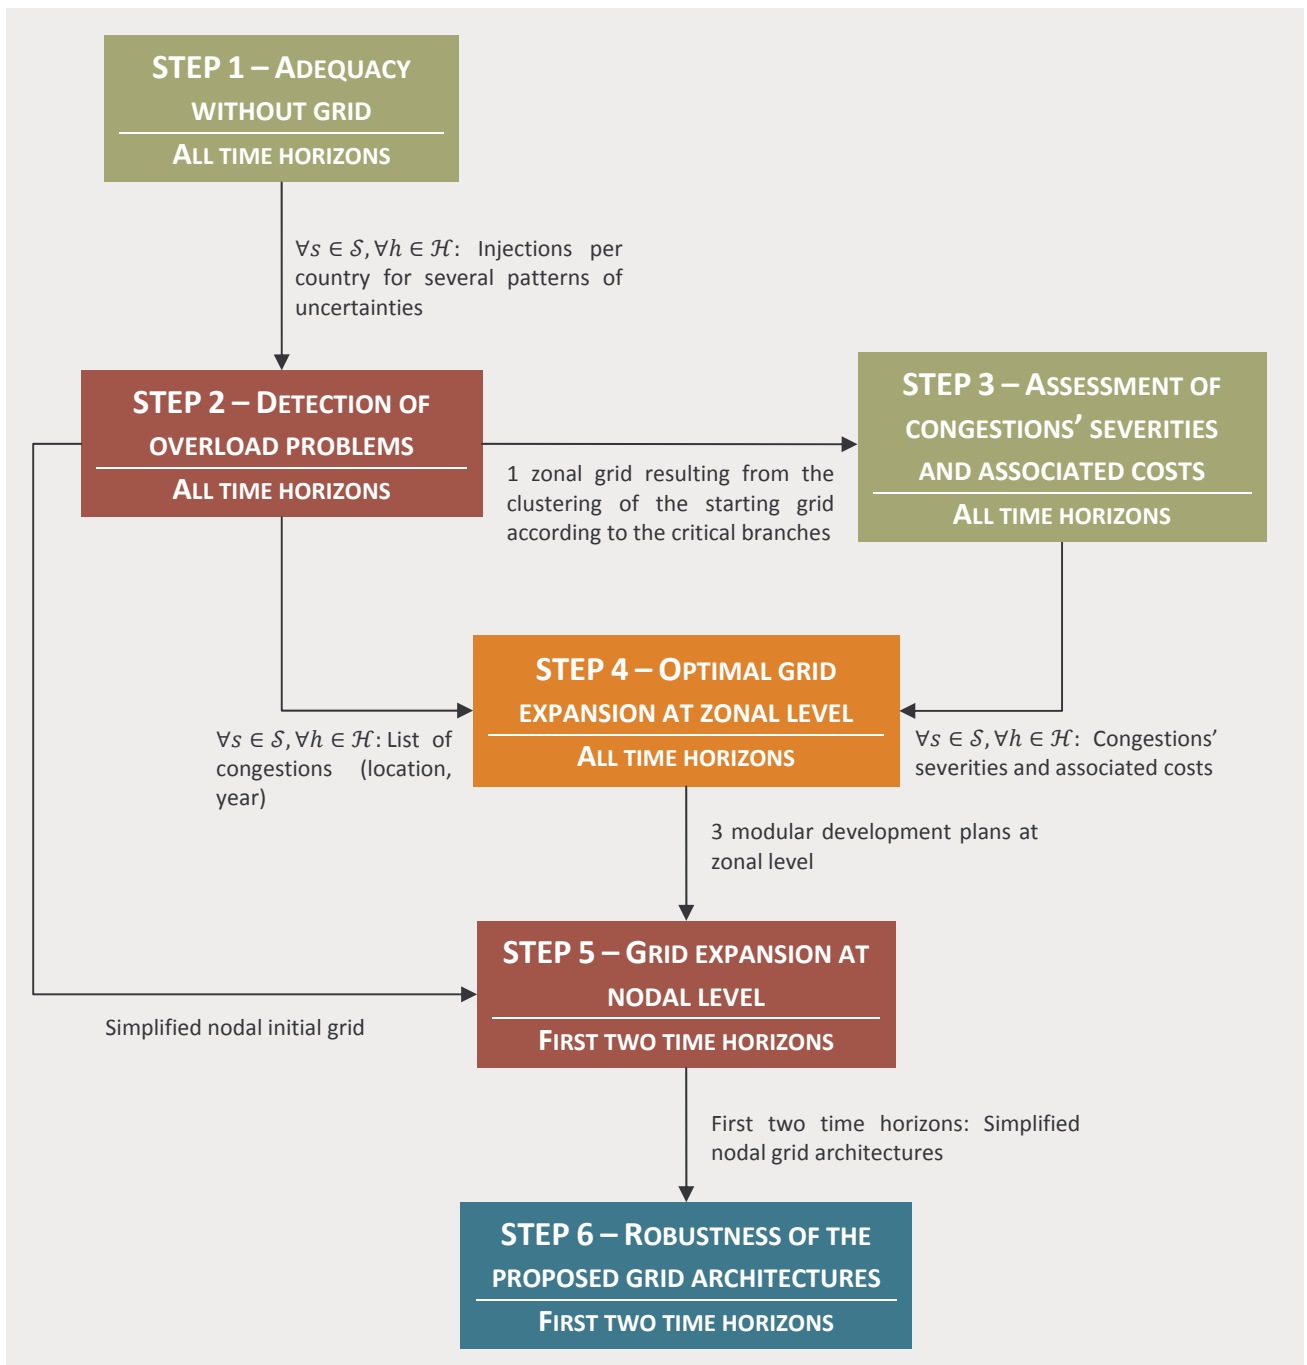 STEP 1 – ADEQUACY
WITHOUT GRID
ALL TIME HORIZONS
∀s ∈ 𝒮, ∀h ∈ ℋ: Injections per
country for several patterns of
uncertainties
STEP 2 – DETECTION OF
OVERLOAD PROBLEMS
ALL TIME HORIZONS
STEP 3 – ASSESSMENT OF
CONGESTIONS’ SEVERITIES
AND ASSOCIATED COSTS
ALL TIME HORIZONS
1 zonal grid resulting from the
clustering of the starting grid
according to the critical branches
STEP 4 – OPTIMAL GRID
EXPANSION AT ZONAL LEVEL
ALL TIME HORIZONS
∀s ∈ 𝒮, ∀h ∈ ℋ: List of
congestions (location,
year)
∀s ∈ 𝒮, ∀h ∈ ℋ: Congestions’
severities and associated costs
3 modular development plans at
zonal level
STEP 5 – GRID EXPANSION AT
NODAL LEVEL
FIRST TWO TIME HORIZONS
Simplified nodal initial grid
First two time horizons: Simplified
nodal grid architectures
STEP 6 – ROBUSTNESS OF THE
PROPOSED GRID ARCHITECTURES
FIRST TWO TIME HORIZONS